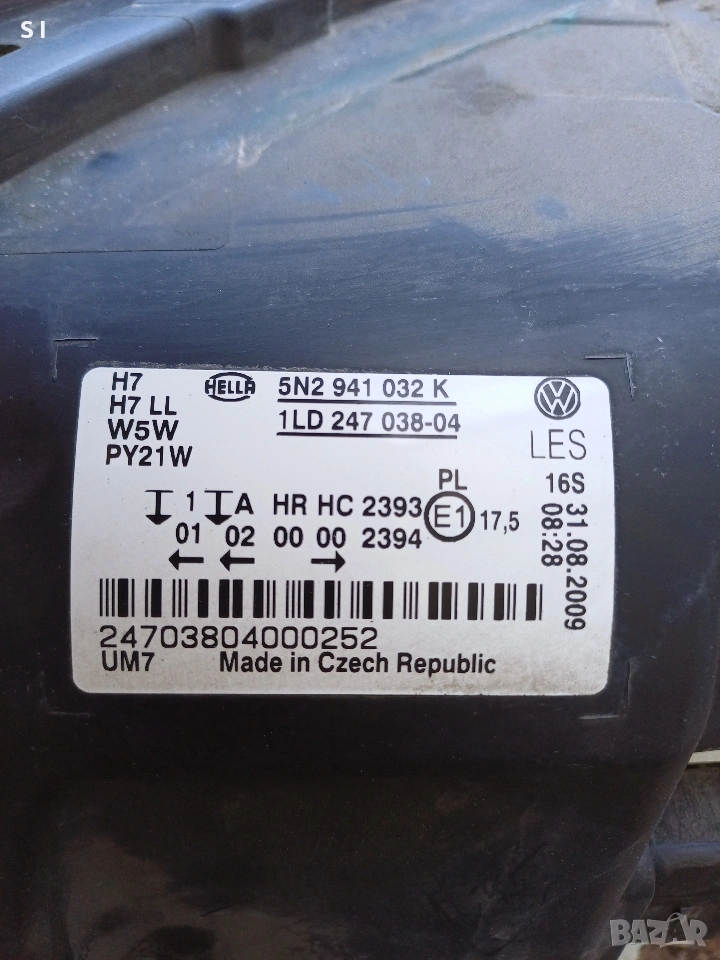 S I
H7
H7 LL
W5W
PY21W
HELLA
5N2 941 032 K
1LD 247 038-04
LES
16S 31.08.2009
08:28
PL
1 A HR HC 2393 E1 17,5
01 02 00 00 2394
24703804000252
UM7 Made in Czech Republic
BAZAR